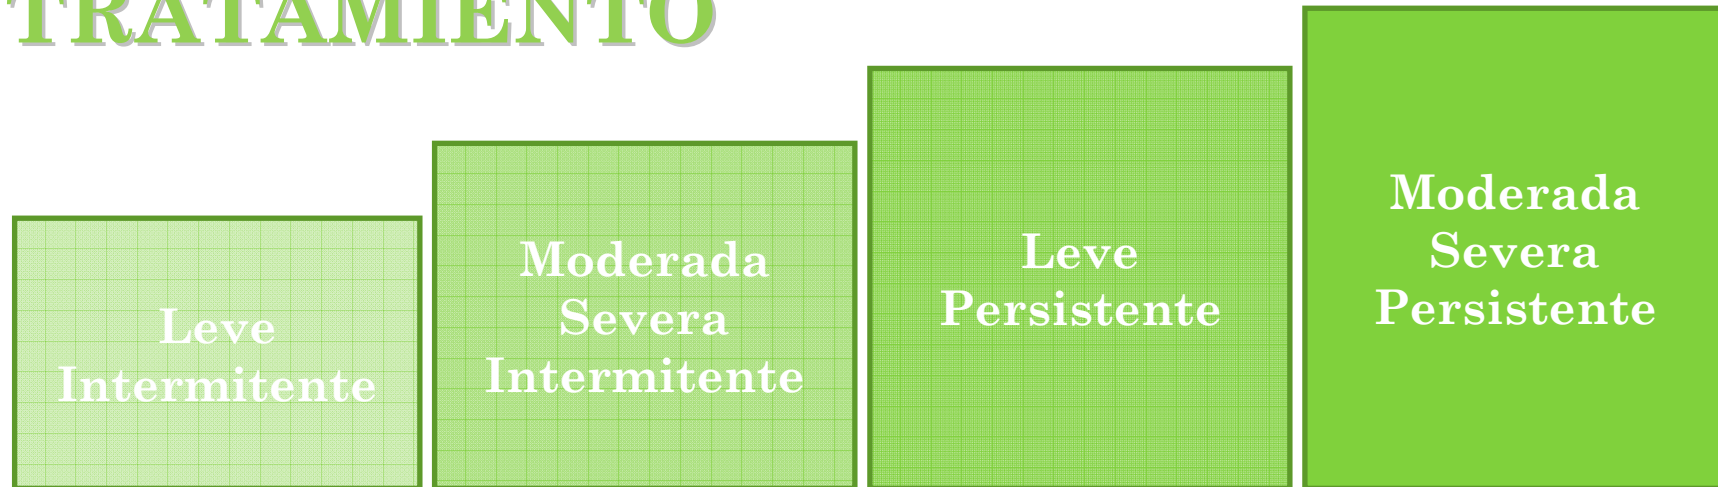 TRATAMIENTO
Leve
Intermitente
Moderada
Severa
Intermitente
Leve
Persistente
Moderada
Severa
Persistente